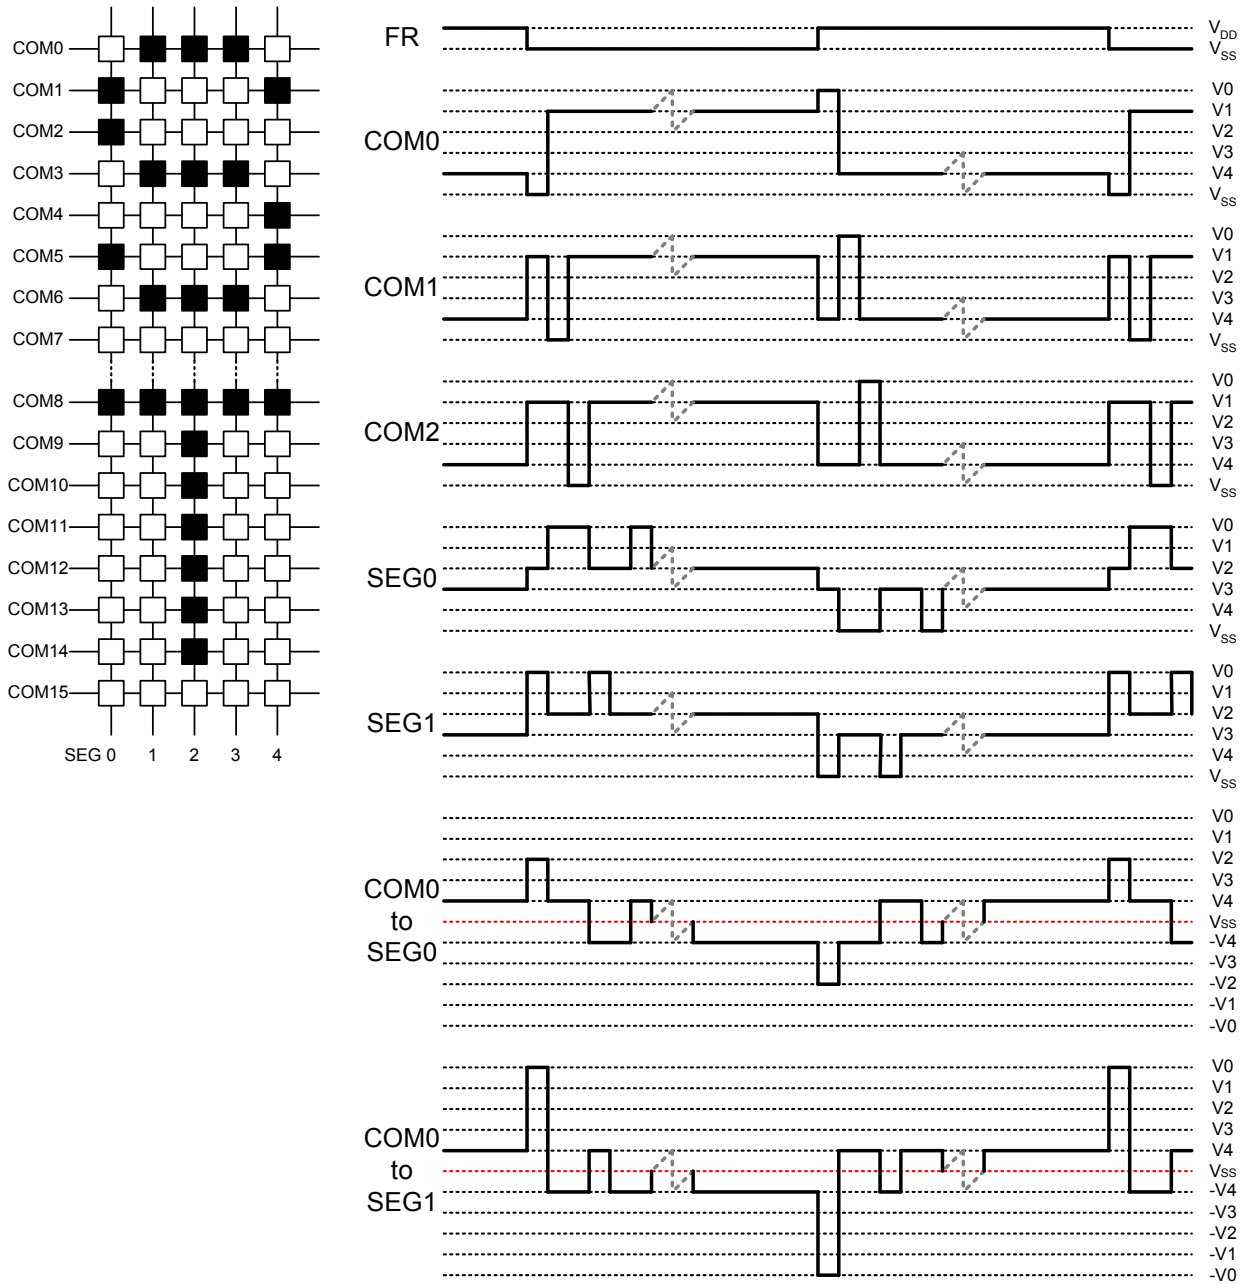 COM0
COM1
COM2
COM3
COM4
COM5
COM6
COM7
COM8
COM9
COM10
COM11
COM12
COM13
COM14
COM15
SEG 0 1 2 3 4
FR
VDD
VSS
COM0
V0
V1
V2
V3
V4
VSS
COM1
V0
V1
V2
V3
V4
VSS
COM2
V0
V1
V2
V3
V4
VSS
SEG0
V0
V1
V2
V3
V4
VSS
SEG1
V0
V1
V2
V3
V4
VSS
COM0
to
SEG0
V0
V1
V2
V3
V4
VSS
-V4
-V3
-V2
-V1
-V0
COM0
to
SEG1
V0
V1
V2
V3
V4
VSS
-V4
-V3
-V2
-V1
-V0